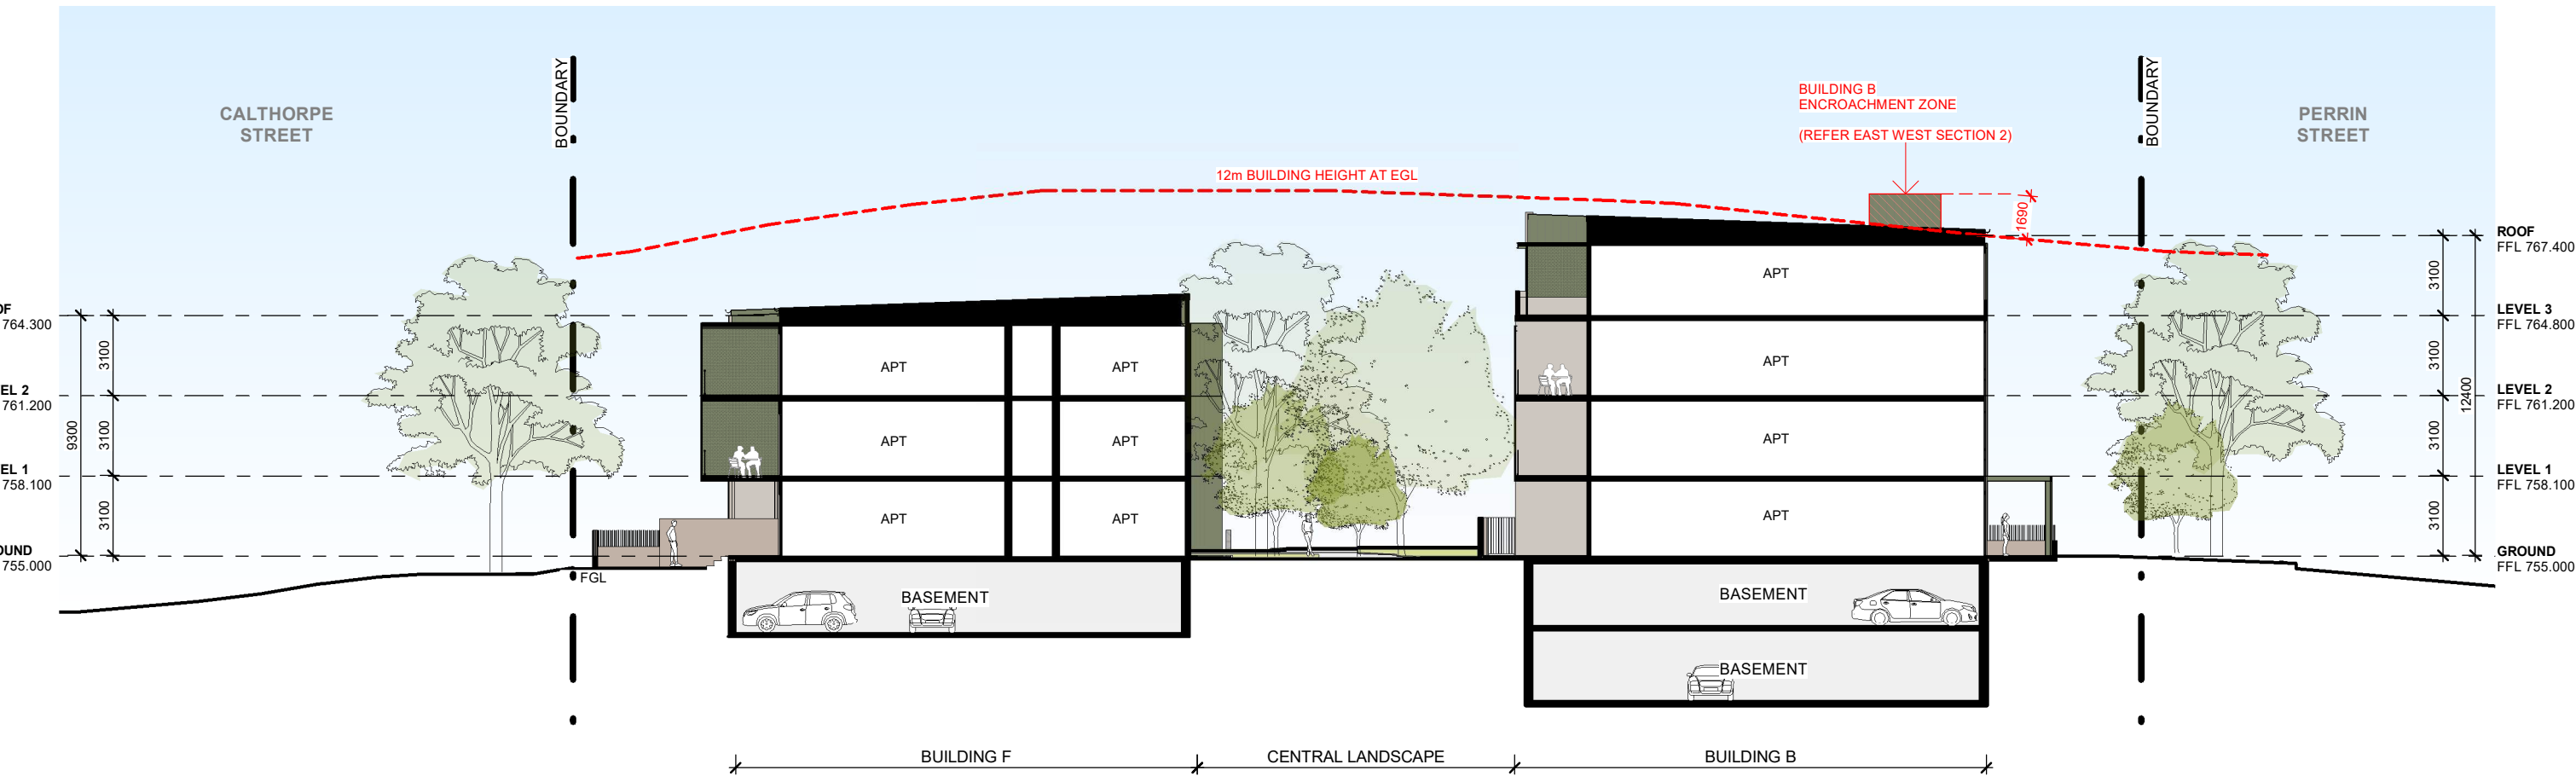 CALTHORPE
STREET
BOUNDARY
12m BUILDING HEIGHT AT EGL
BUILDING B
ENCROACHMENT ZONE
(REFER EAST WEST SECTION 2)
1690
BOUNDARY
PERRIN
STREET
OF
764.300
EL 2
761.200
EL 1
758.100
OUND
755.000
9300
3100
3100
3100
APT
APT
APT
APT
APT
APT
APT
APT
APT
APT
FGL
BASEMENT
BASEMENT
BASEMENT
3100
3100
3100
3100
12400
ROOF
FFL 767.400
LEVEL 3
FFL 764.800
LEVEL 2
FFL 761.200
LEVEL 1
FFL 758.100
GROUND
FFL 755.000
BUILDING F
CENTRAL LANDSCAPE
BUILDING B